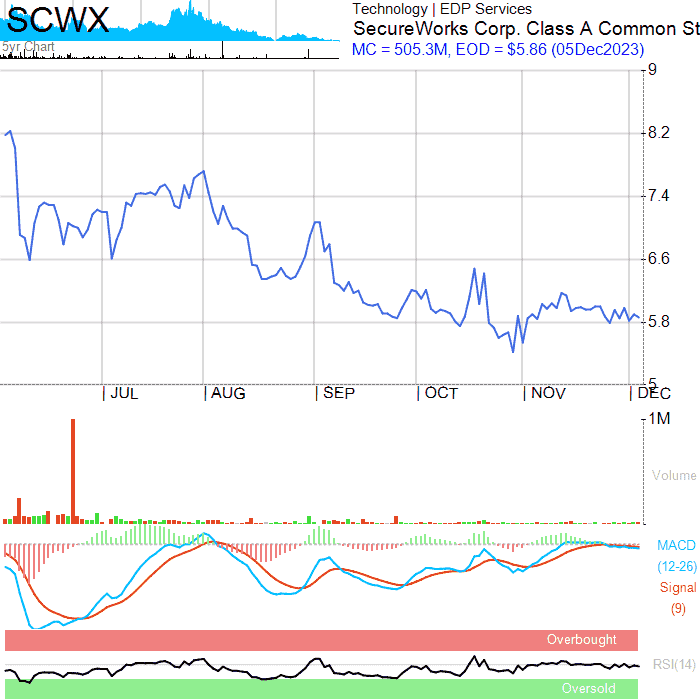 SCWX
5yr Chart
Technology | EDP Services
SecureWorks Corp. Class A Common St
MC = 505.3M, EOD = $5.86 (05Dec2023)
9
8.2
7.4
6.6
5.8
5
| JUL | AUG | SEP | OCT | NOV | DEC
1M
Volume
MACD
(12-26)
Signal
(9)
Overbought
RSI(14)
Oversold